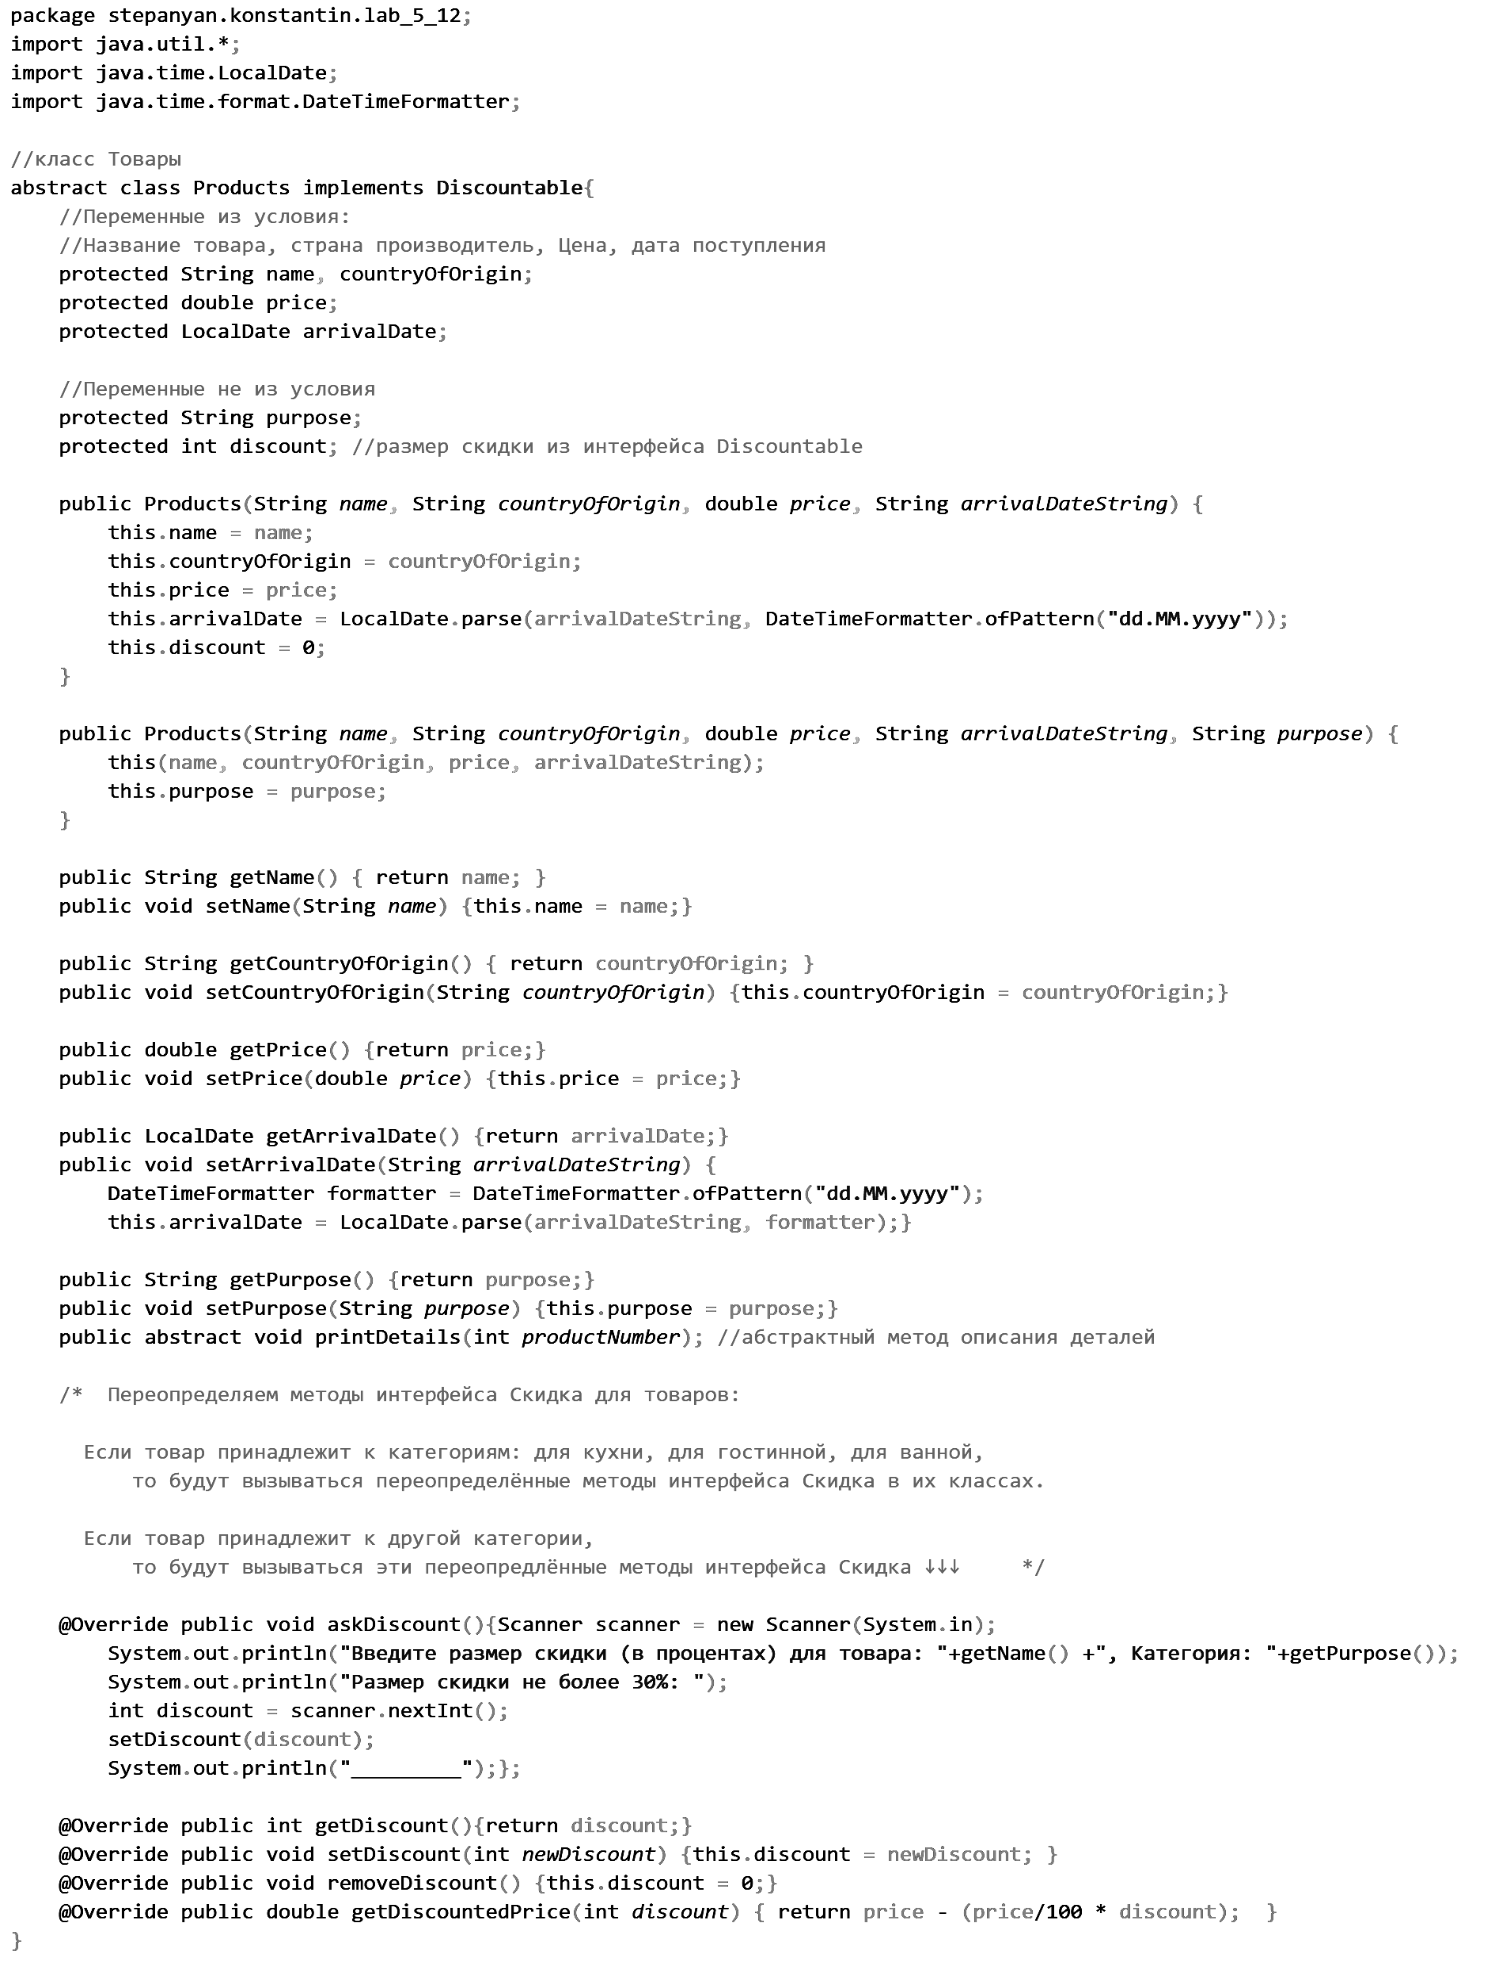 package stepanyan.konstantin.lab_5_12;
import java.util.*;
import java.time.LocalDate;
import java.time.format.DateTimeFormatter;

//класс Товары
abstract class Products implements Discountable{
    //Переменные из условия:
    //Название товара, страна производитель, Цена, дата поступления
    protected String name, countryOfOrigin;
    protected double price;
    protected LocalDate arrivalDate;

    //Переменные не из условия
    protected String purpose;
    protected int discount; //размер скидки из интерфейса Discountable

    public Products(String name, String countryOfOrigin, double price, String arrivalDateString) {
        this.name = name;
        this.countryOfOrigin = countryOfOrigin;
        this.price = price;
        this.arrivalDate = LocalDate.parse(arrivalDateString, DateTimeFormatter.ofPattern("dd.MM.yyyy"));
        this.discount = 0;
    }

    public Products(String name, String countryOfOrigin, double price, String arrivalDateString, String purpose) {
        this(name, countryOfOrigin, price, arrivalDateString);
        this.purpose = purpose;
    }

    public String getName() { return name; }
    public void setName(String name) {this.name = name;}

    public String getCountryOfOrigin() { return countryOfOrigin; }
    public void setCountryOfOrigin(String countryOfOrigin) {this.countryOfOrigin = countryOfOrigin;}

    public double getPrice() {return price;}
    public void setPrice(double price) {this.price = price;}

    public LocalDate getArrivalDate() {return arrivalDate;}
    public void setArrivalDate(String arrivalDateString) {
        DateTimeFormatter formatter = DateTimeFormatter.ofPattern("dd.MM.yyyy");
        this.arrivalDate = LocalDate.parse(arrivalDateString, formatter);}

    public String getPurpose() {return purpose;}
    public void setPurpose(String purpose) {this.purpose = purpose;}
    public abstract void printDetails(int productNumber); //абстрактный метод описания деталей

    /*  Переопределяем методы интерфейса Скидка для товаров:

      Если товар принадлежит к категориям: для кухни, для гостинной, для ванной,
          то будут вызываться переопределённые методы интерфейса Скидка в их классах.

      Если товар принадлежит к другой категории,
          то будут вызываться эти переопредлённые методы интерфейса Скидка ↓↓↓     */

    @Override public void askDiscount(){Scanner scanner = new Scanner(System.in);
        System.out.println("Введите размер скидки (в процентах) для товара: "+getName() +", Категория: "+getPurpose());
        System.out.println("Размер скидки не более 30%: ");
        int discount = scanner.nextInt();
        setDiscount(discount);
        System.out.println("_________");};

    @Override public int getDiscount(){return discount;}
    @Override public void setDiscount(int newDiscount) {this.discount = newDiscount; }
    @Override public void removeDiscount() {this.discount = 0;}
    @Override public double getDiscountedPrice(int discount) { return price - (price/100 * discount);  }
}